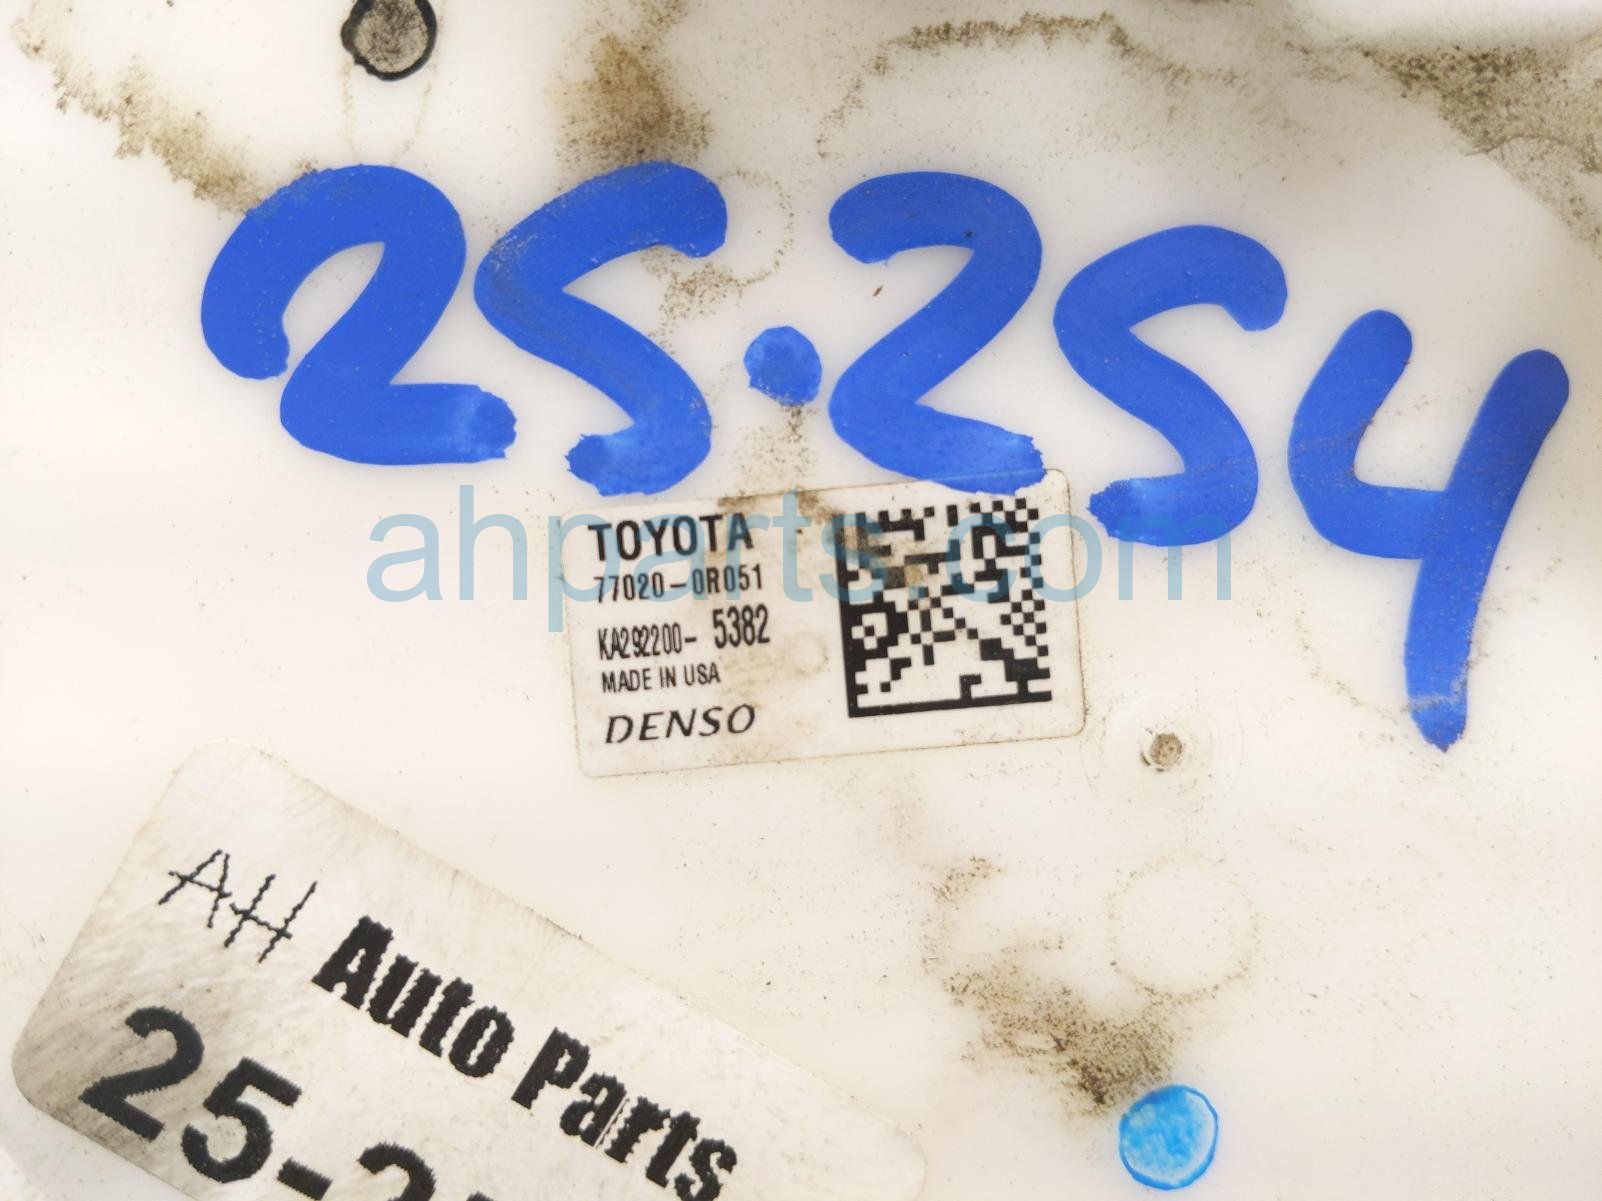 25.254
TOYOTA
77020-0R051
KA292200- 5382
MADE IN USA
DENSO
ahparts.com
AH Auto Parts
25-2